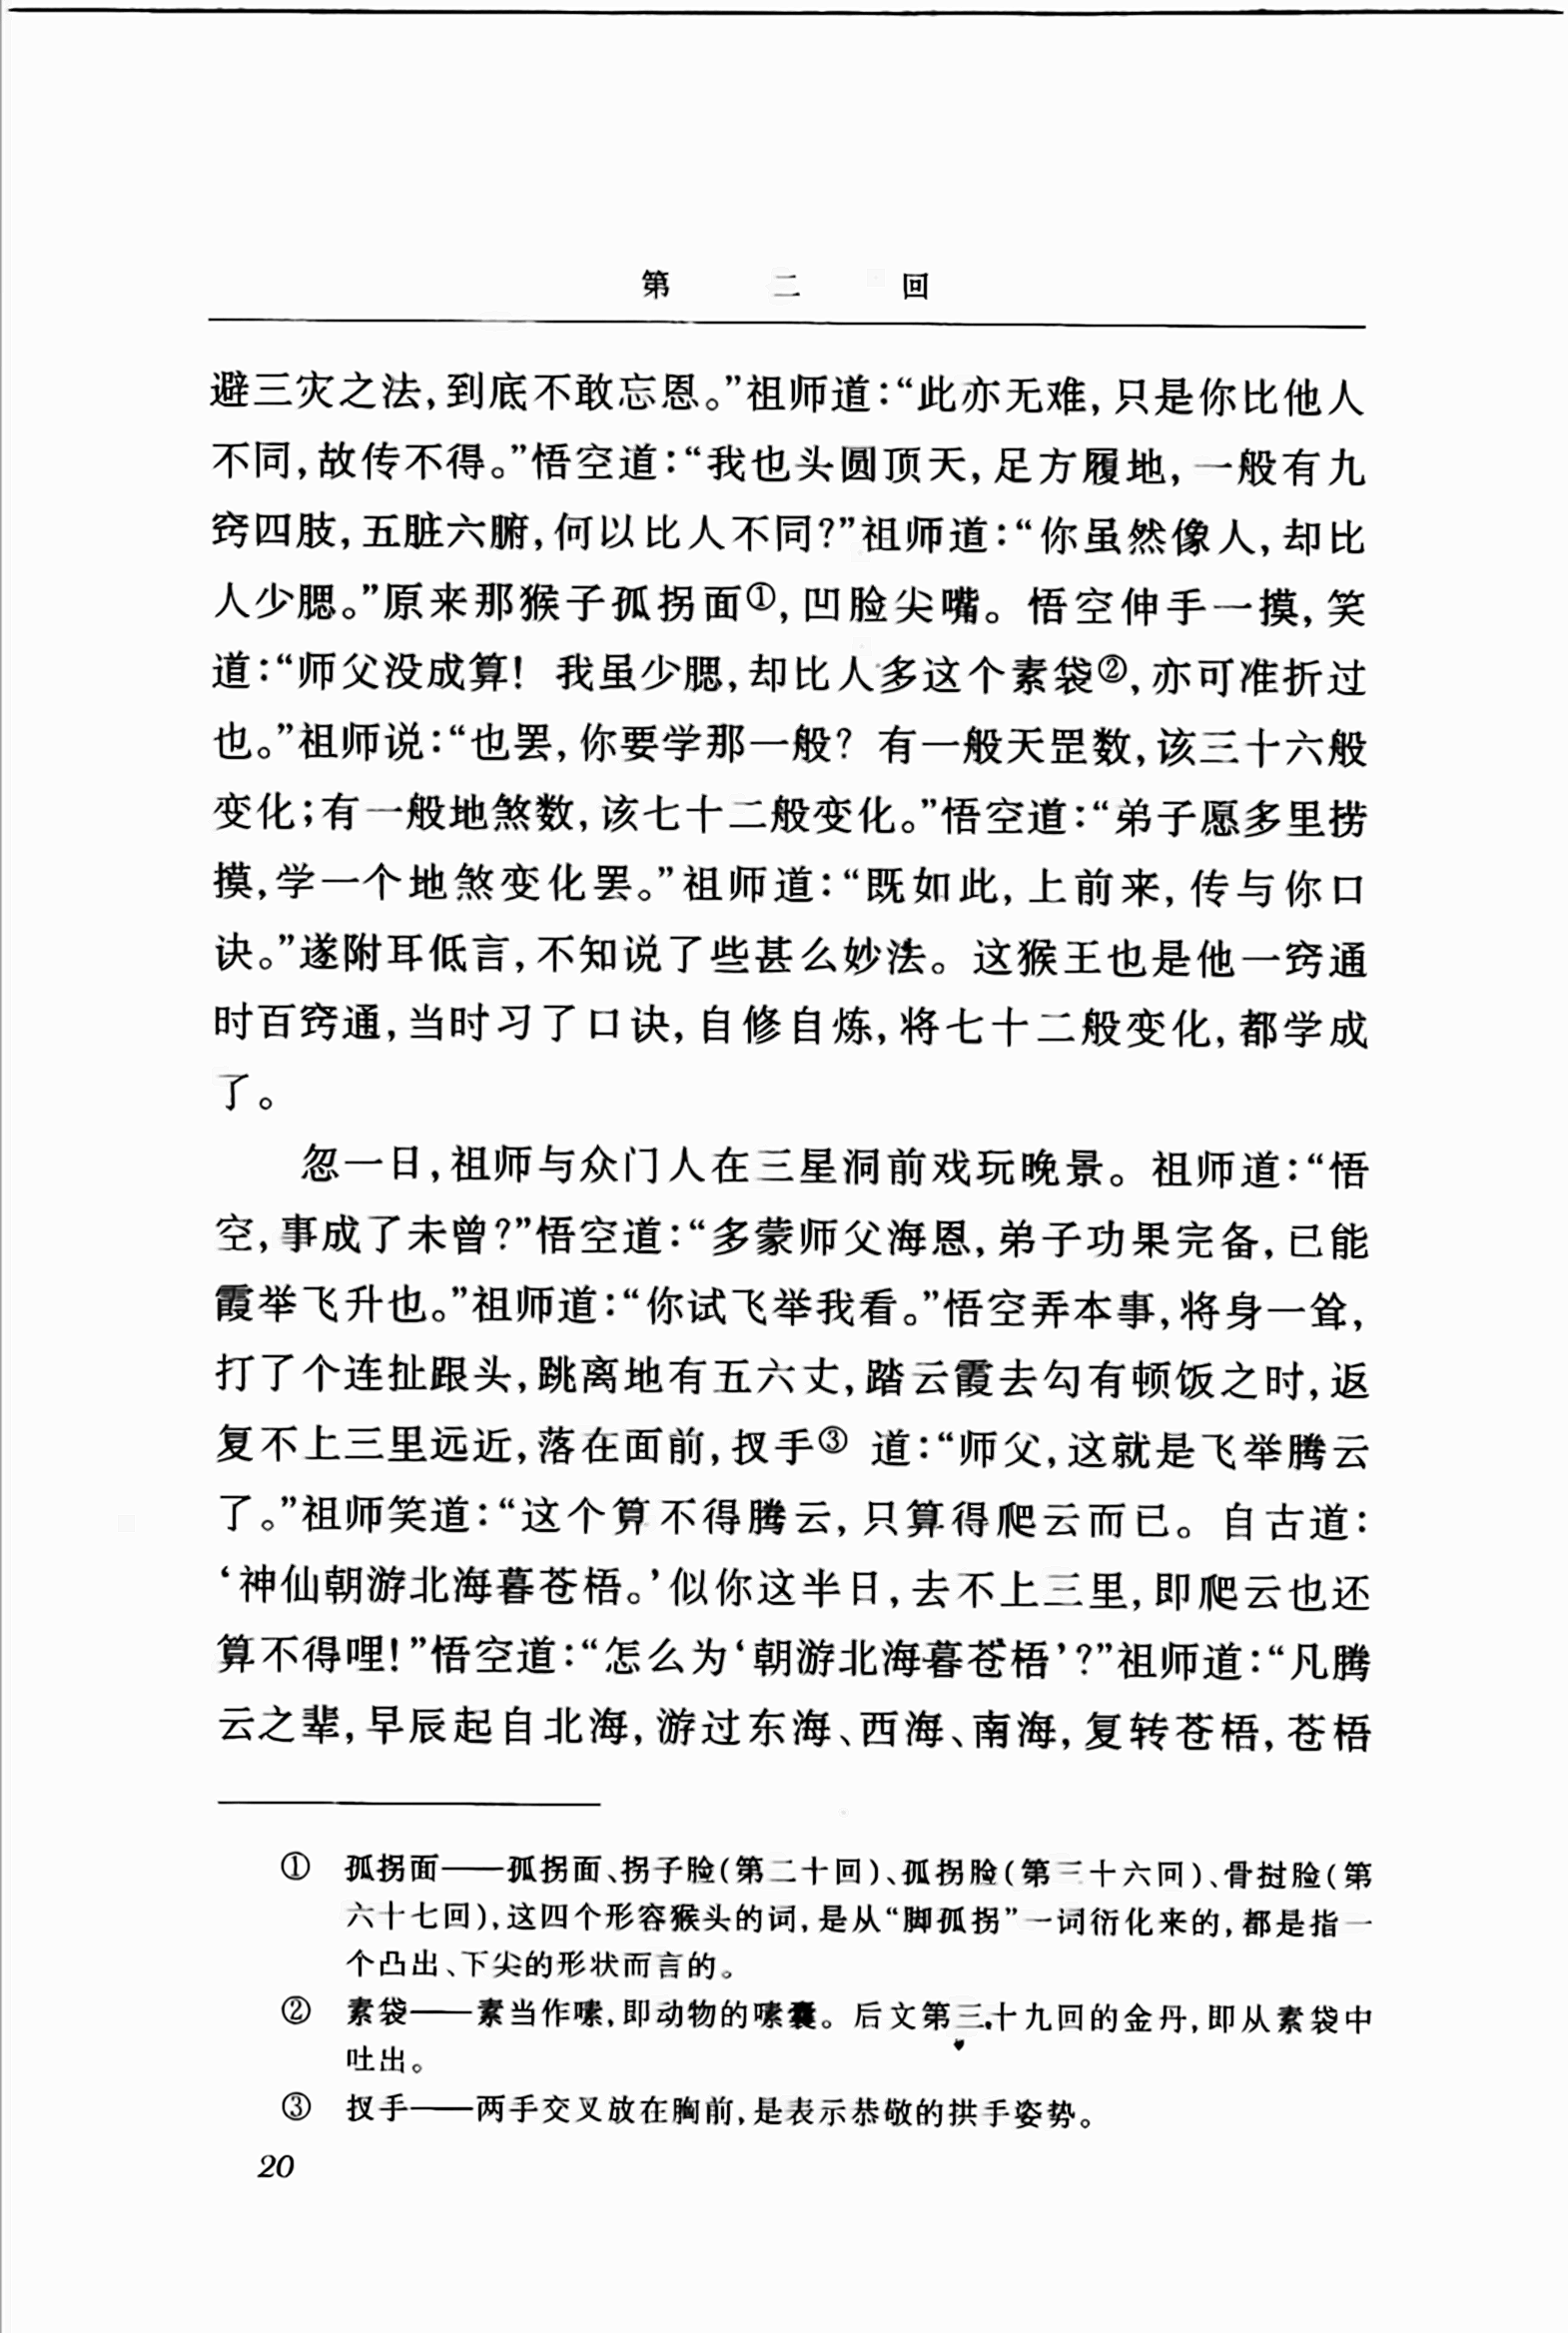 第 二 回
避三灾之法,到底不敢忘恩。”祖师道:“此亦无难,只是你比他人
不同,故传不得。”悟空道:“我也头圆顶天,足方履地,一般有九
窍四肢,五脏六腑,何以比人不同?”祖师道:“你虽然像人,却比
人少腮。”原来那猴子孤拐面①,凹脸尖嘴。悟空伸手一摸,笑
道:“师父没成算! 我虽少腮,却比人多这个素袋②,亦可准折过
也。”祖师说:“也罢,你要学那一般? 有一般天罡数,该三十六般
变化;有一般地煞数,该七十二般变化。”悟空道:“弟子愿多里捞
摸,学一个地煞变化罢。”祖师道:“既如此,上前来,传与你口
诀。”遂附耳低言,不知说了些甚么妙法。这猴王也是他一窍通
时百窍通,当时习了口诀,自修自炼,将七十二般变化,都学成
了。
忽一日,祖师与众门人在三星洞前戏玩晚景。祖师道:“悟
空,事成了未曾?”悟空道:“多蒙师父海恩,弟子功果完备,已能
霞举飞升也。”祖师道:“你试飞举我看。”悟空弄本事,将身一耸,
打了个连扯跟头,跳离地有五六丈,踏云霞去勾有顿饭之时,返
复不上三里远近,落在面前,扠手③ 道:“师父,这就是飞举腾云
了。”祖师笑道:“这个算不得腾云,只算得爬云而已。自古道:
‘神仙朝游北海暮苍梧。’似你这半日,去不上三里,即爬云也还
算不得哩!”悟空道:“怎么为‘朝游北海暮苍梧’?”祖师道:“凡腾
云之辈,早辰起自北海,游过东海、西海、南海,复转苍梧,苍梧
① 孤拐面——孤拐面、拐子脸(第二十回)、孤拐脸(第三十六回)、骨挝脸(第
六十七回),这四个形容猴头的词,是从“脚孤拐”一词衍化来的,都是指一
个凸出、下尖的形状而言的。
② 素袋——素当作嗉,即动物的嗉囊。后文第三十九回的金丹,即从素袋中
吐出。
③ 扠手——两手交叉放在胸前,是表示恭敬的拱手姿势。
20